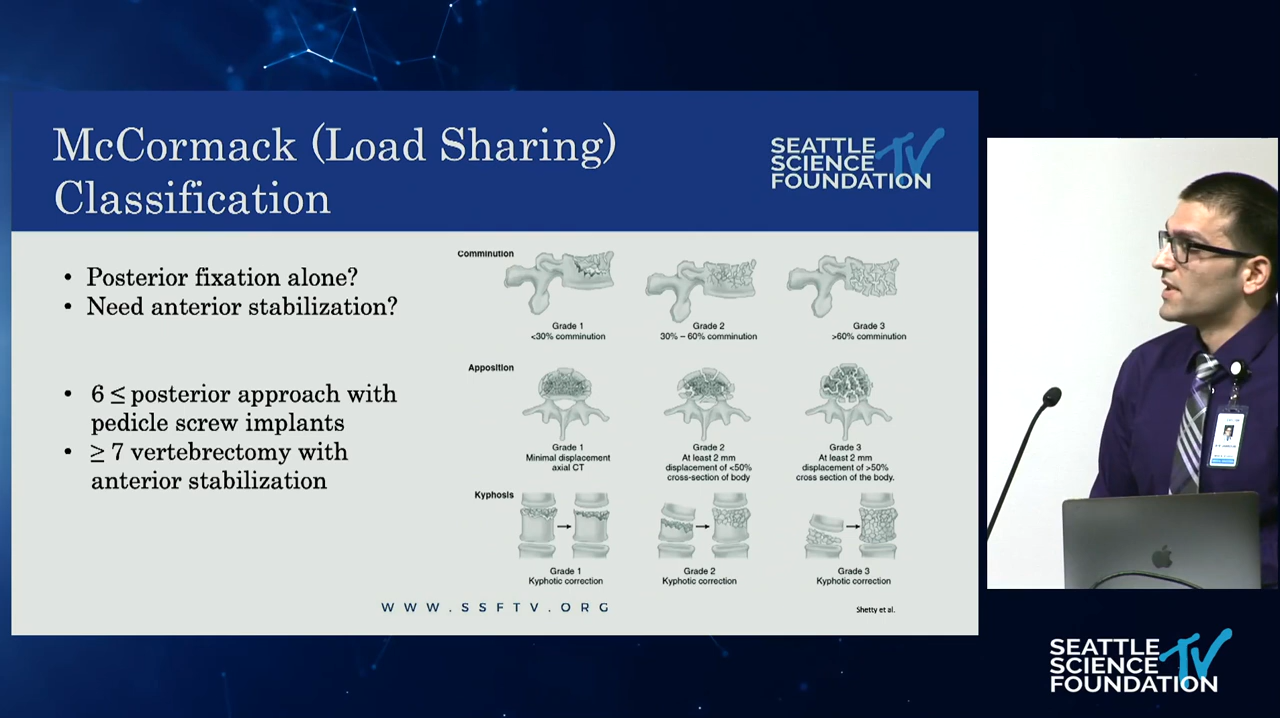 McCormack (Load Sharing)
Classification
SEATTLE
SCIENCE TV
FOUNDATION
• Posterior fixation alone?
• Need anterior stabilization?
• 6 ≤ posterior approach with
pedicle screw implants
• ≥ 7 vertebrectomy with
anterior stabilization
Comminution
Grade 1
<30% comminution
Grade 2
30% – 60% comminution
Grade 3
>60% comminution
Apposition
Grade 1
Minimal displacement
axial CT
Grade 2
At least 2 mm
displacement of <50%
cross-section of body
Grade 3
At least 2 mm
displacement of >50%
cross section of the body.
Kyphosis
Grade 1
Kyphotic correction
Grade 2
Kyphotic correction
Grade 3
Kyphotic correction
WWW.SSFTV.ORG
Shetty et al.
SEATTLE
SCIENCE TV
FOUNDATION